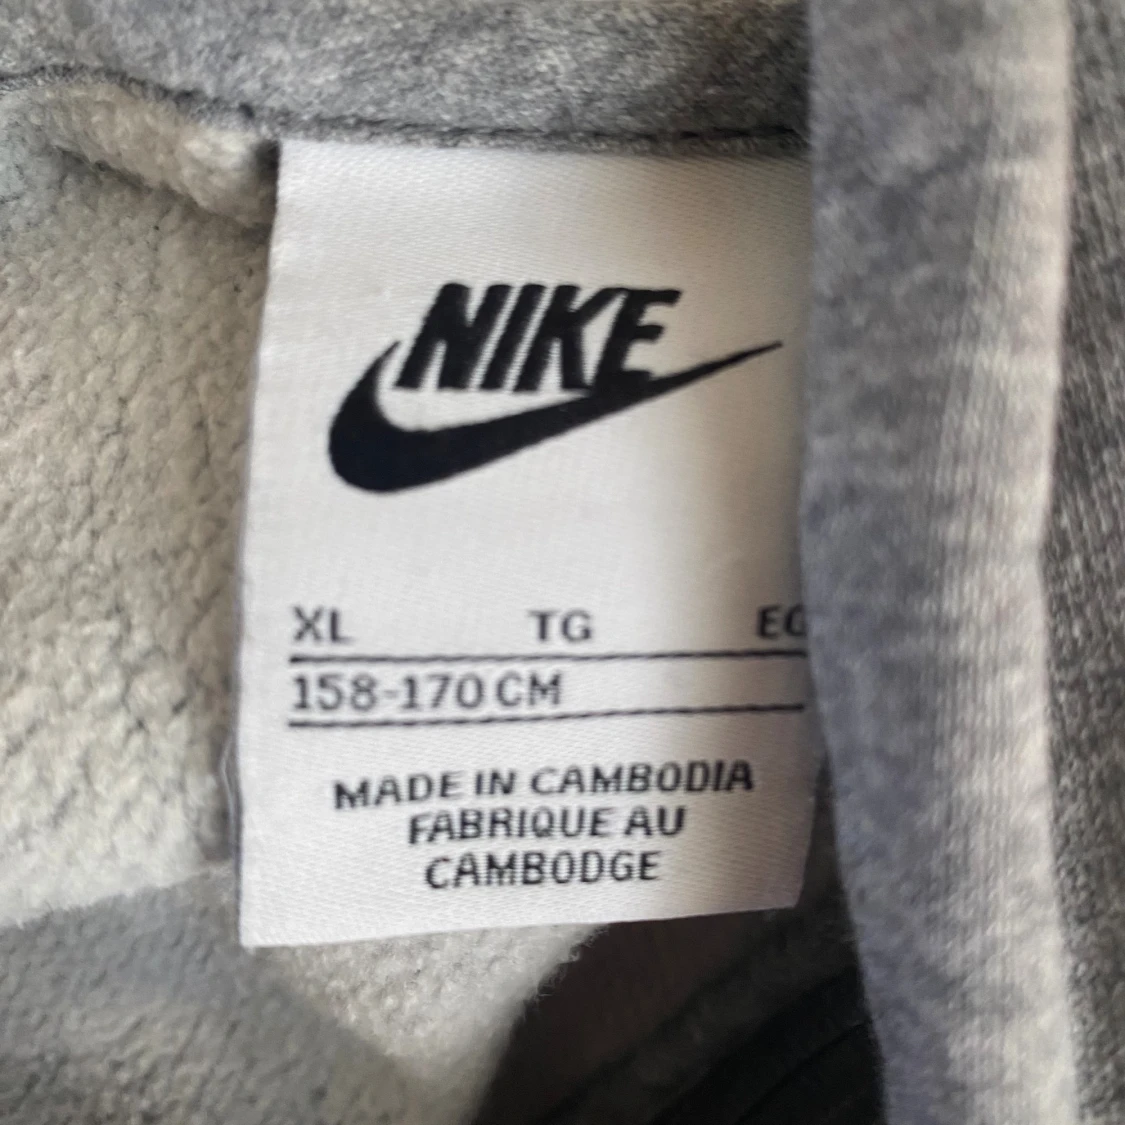 NIKE
XL TG
158-170 CM
MADE IN CAMBODIA
FABRIQUE AU
CAMBODGE